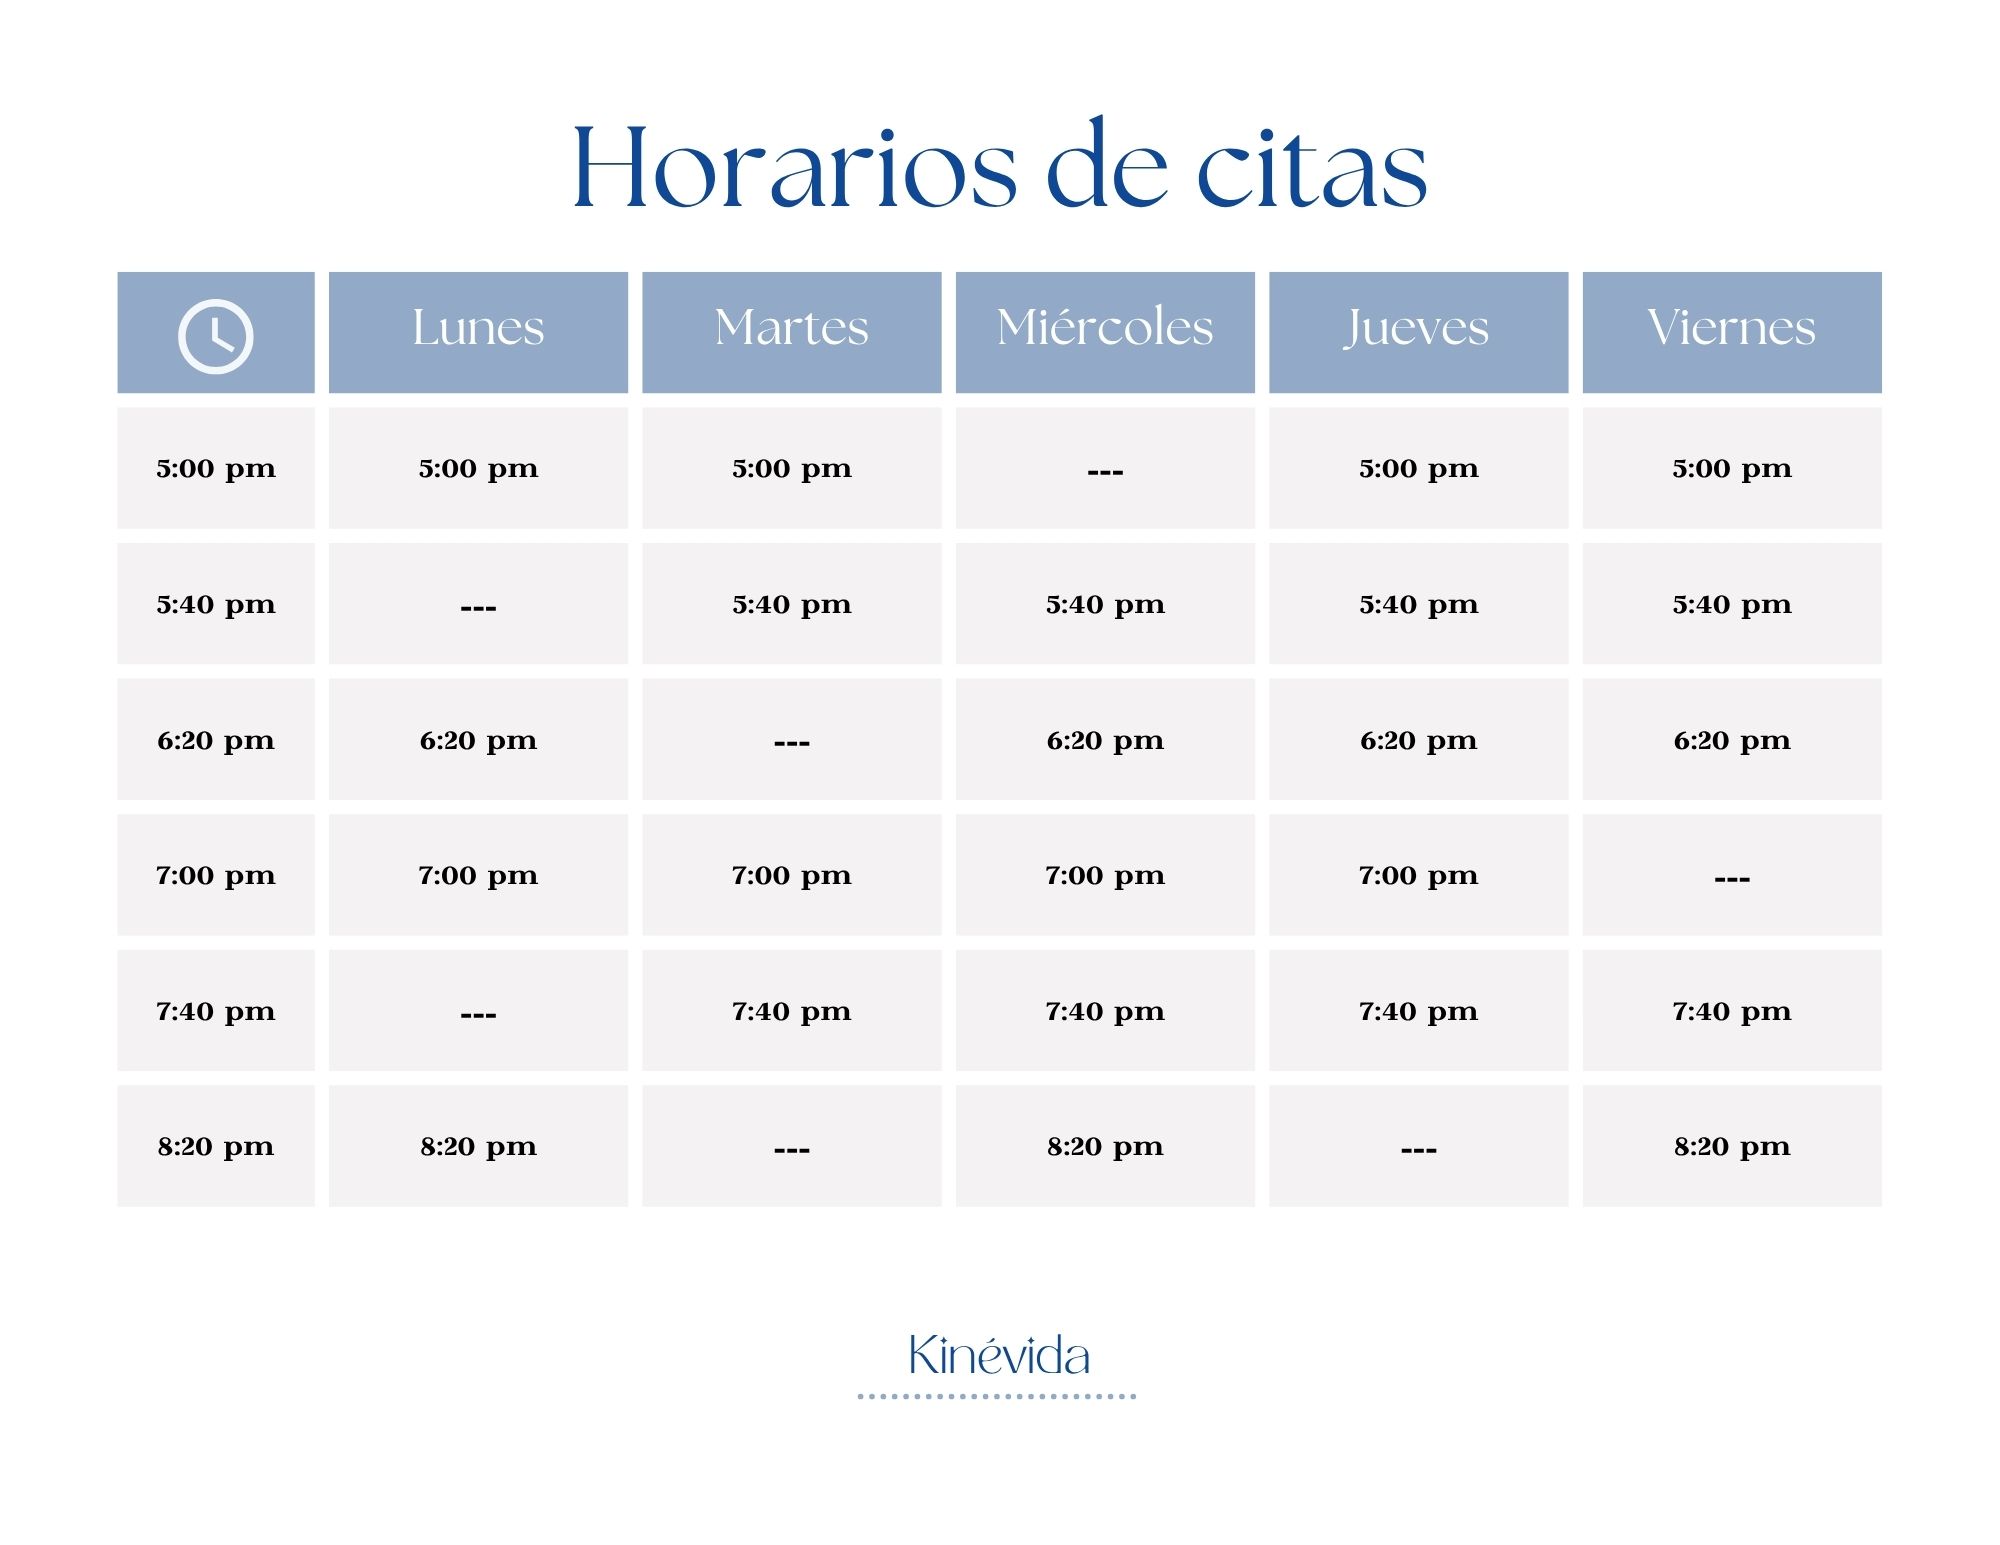 Horarios de citas
Lunes Martes Miércoles Jueves Viernes
5:00 pm 5:00 pm 5:00 pm --- 5:00 pm 5:00 pm
5:40 pm --- 5:40 pm 5:40 pm 5:40 pm 5:40 pm
6:20 pm 6:20 pm --- 6:20 pm 6:20 pm 6:20 pm
7:00 pm 7:00 pm 7:00 pm 7:00 pm 7:00 pm ---
7:40 pm --- 7:40 pm 7:40 pm 7:40 pm 7:40 pm
8:20 pm 8:20 pm --- 8:20 pm --- 8:20 pm
Kinévida